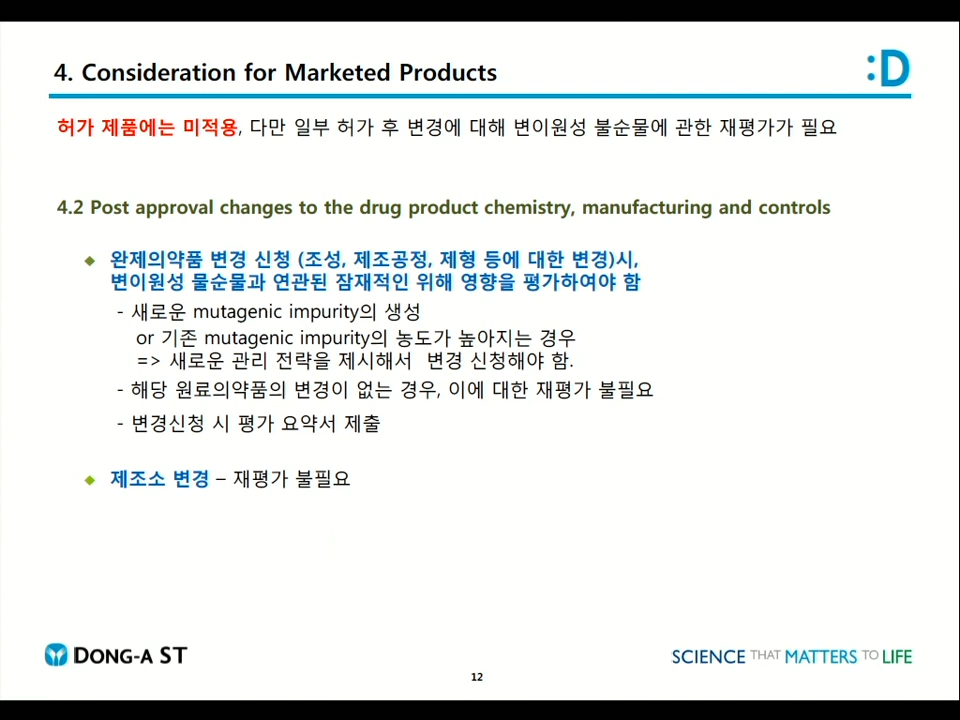 4. Consideration for Marketed Products
:D
허가 제품에는 미적용, 다만 일부 허가 후 변경에 대해 변이원성 불순물에 관한 재평가가 필요
4.2 Post approval changes to the drug product chemistry, manufacturing and controls
◆ 완제의약품 변경 신청 (조성, 제조공정, 제형 등에 대한 변경)시,
변이원성 물순물과 연관된 잠재적인 위해 영향을 평가하여야 함
- 새로운 mutagenic impurity의 생성
or 기존 mutagenic impurity의 농도가 높아지는 경우
=> 새로운 관리 전략을 제시해서 변경 신청해야 함.
- 해당 원료의약품의 변경이 없는 경우, 이에 대한 재평가 불필요
- 변경신청 시 평가 요약서 제출
◆ 제조소 변경 – 재평가 불필요
DONG-A ST
SCIENCE THAT MATTERS TO LIFE
12